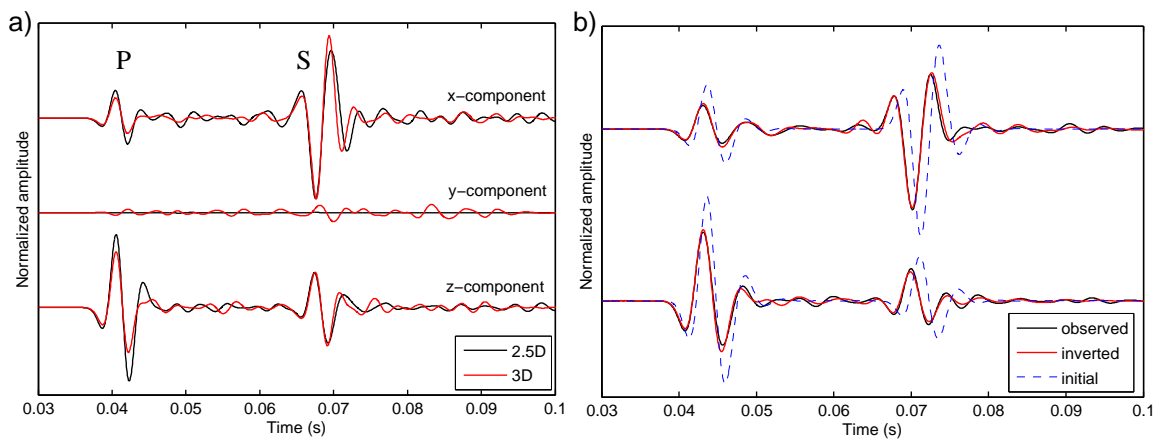 a)
P
S
x−component
y−component
z−component
2.5D
3D
Normalized amplitude
0.03 0.04 0.05 0.06 0.07 0.08 0.09 0.1
Time (s)
b)
observed
inverted
initial
Normalized amplitude
0.03 0.04 0.05 0.06 0.07 0.08 0.09 0.1
Time (s)